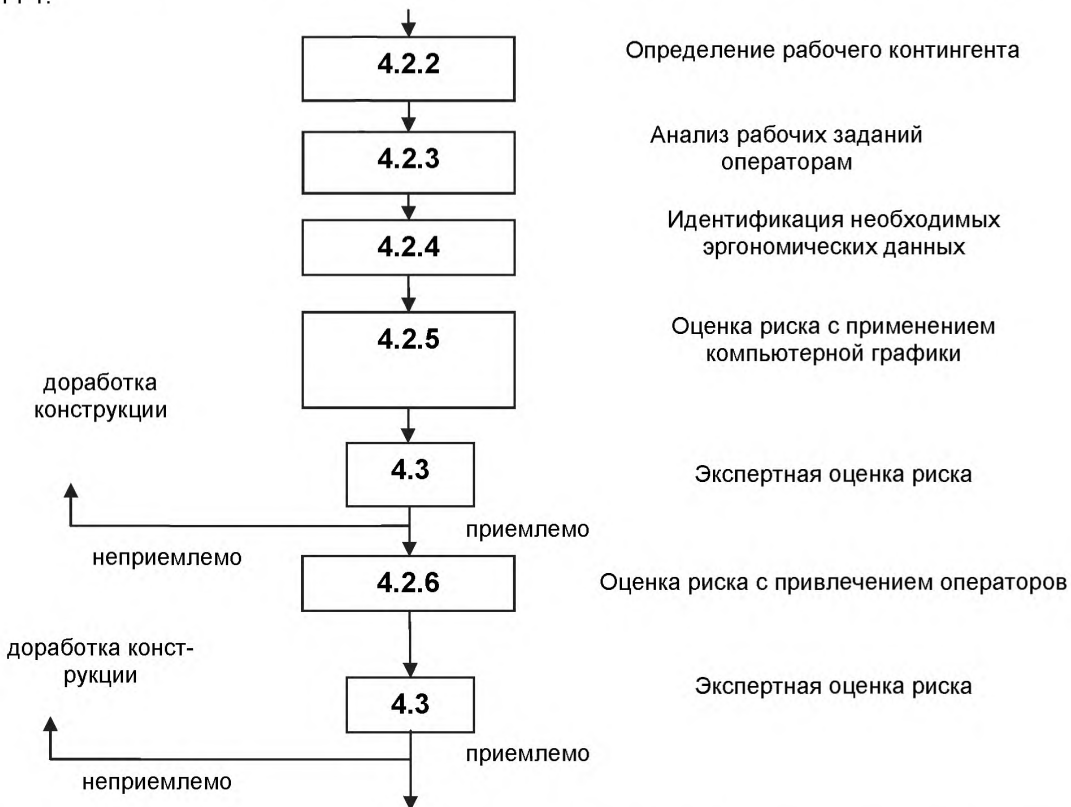 4.2.2
Определение рабочего контингента
4.2.3
Анализ рабочих заданий
операторам
4.2.4
Идентификация необходимых
эргономических данных
4.2.5
Оценка риска с применением
компьютерной графики
доработка
конструкции
4.3
Экспертная оценка риска
приемлемо
неприемлемо
4.2.6
Оценка риска с привлечением операторов
доработка конст-
рукции
4.3
Экспертная оценка риска
приемлемо
неприемлемо